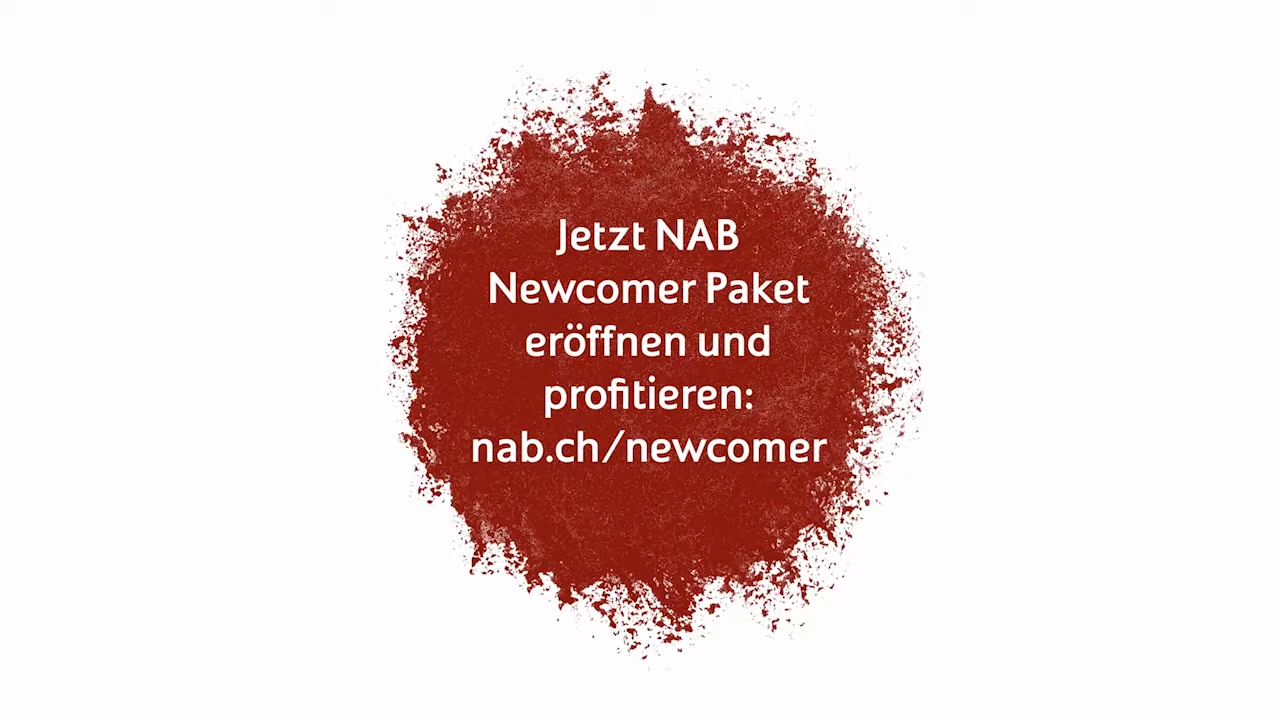 Jetzt NAB
Newcomer Paket
eröffnen und
profitieren:
nab.ch/newcomer